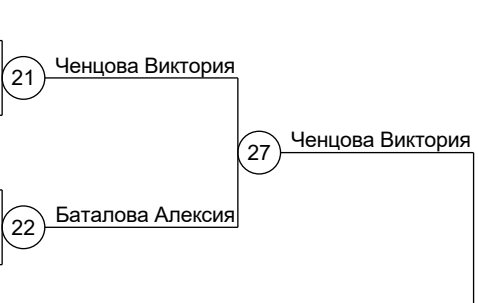 21 Ченцова Виктория
27 Ченцова Виктория
22 Баталова Алексия